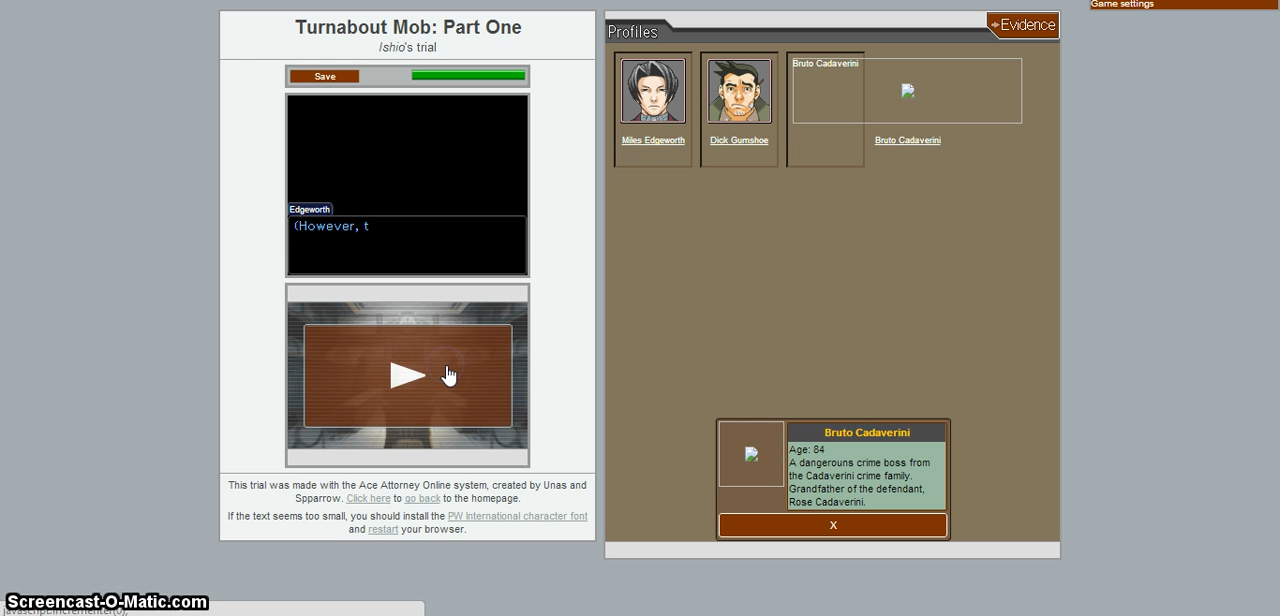 Turnabout Mob: Part One
Ishio's trial
Save
Edgeworth
(However, t
This trial was made with the Ace Attorney Online system, created by Unas and
Spparrow. Click here to go back to the homepage.
If the text seems too small, you should install the PW International character font
and restart your browser.
Profiles
Evidence
Miles Edgeworth
Dick Gumshoe
Bruto Cadaverini
Bruto Cadaverini
Bruto Cadaverini
Age: 84
A dangerouns crime boss from
the Cadaverini crime family.
Grandfather of the defendant,
Rose Cadaverini.
X
Game settings
Screencast-O-Matic.com